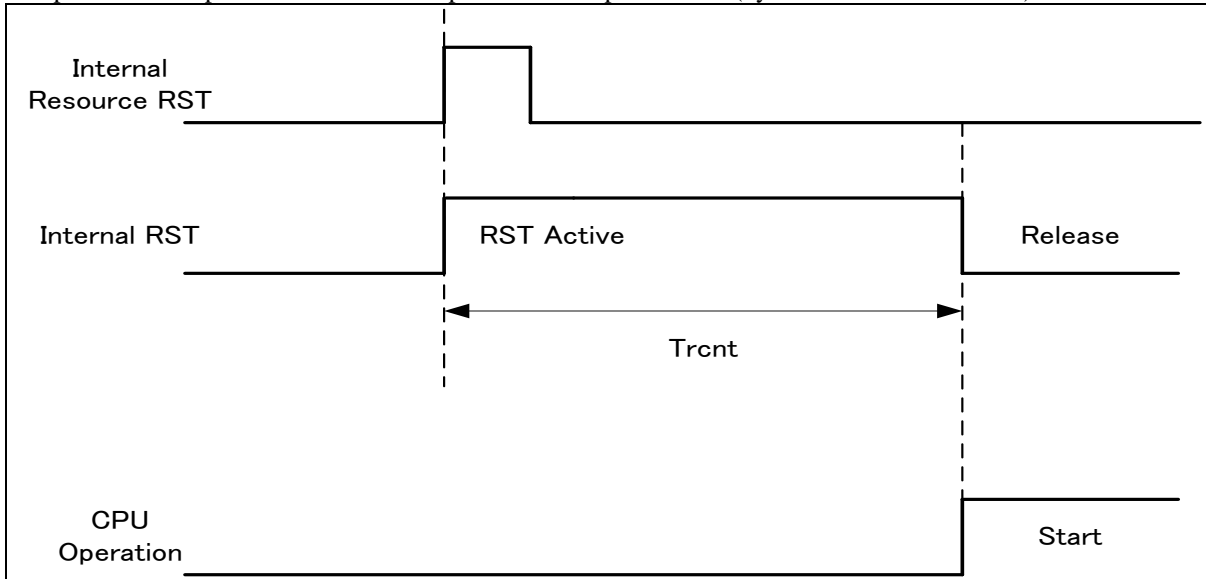 Internal
Resource RST
Internal RST
RST Active
Release
Trcnt
CPU
Operation
Start